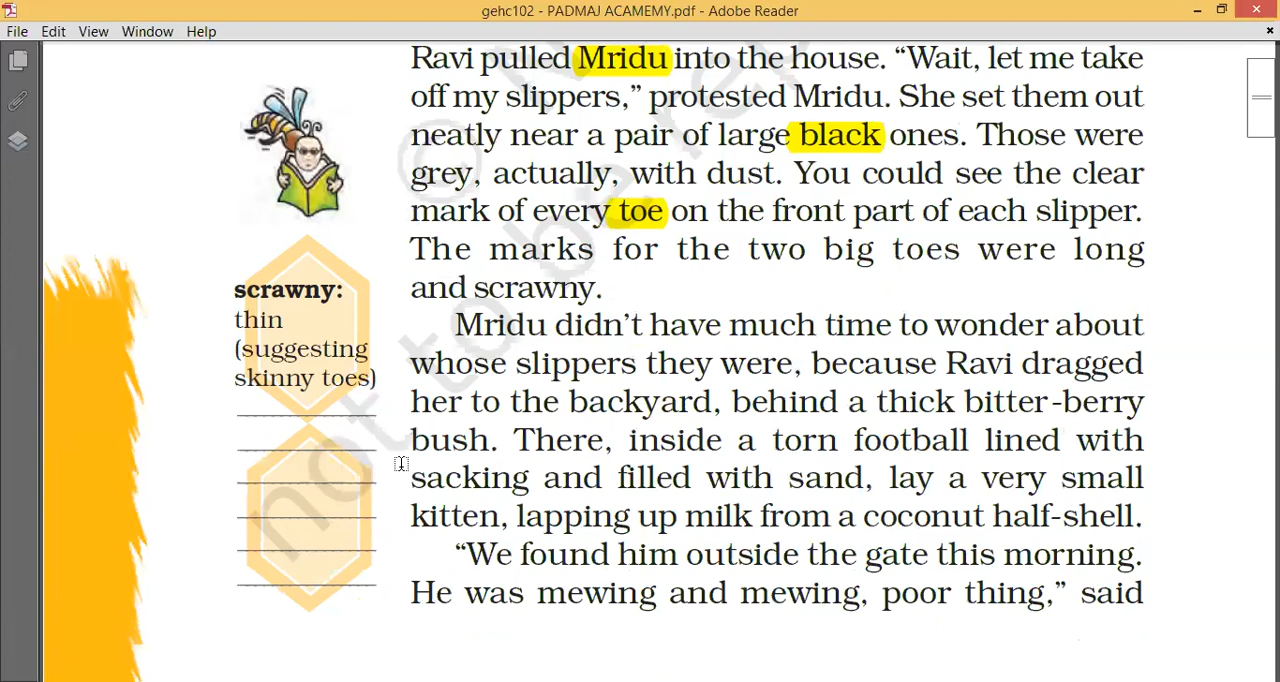 gehc102 - PADMAJ ACAMEMY.pdf - Adobe Reader
File Edit View Window Help
Ravi pulled Mridu into the house. “Wait, let me take
off my slippers,” protested Mridu. She set them out
neatly near a pair of large black ones. Those were
grey, actually, with dust. You could see the clear
mark of every toe on the front part of each slipper.
The marks for the two big toes were long
and scrawny.
scrawny:
thin
(suggesting
skinny toes)
Mridu didn’t have much time to wonder about
whose slippers they were, because Ravi dragged
her to the backyard, behind a thick bitter-berry
bush. There, inside a torn football lined with
sacking and filled with sand, lay a very small
kitten, lapping up milk from a coconut half-shell.
“We found him outside the gate this morning.
He was mewing and mewing, poor thing,” said
© 
not to be re